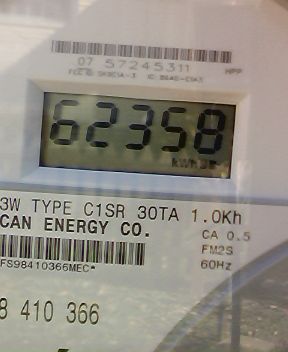 07 57245311
HPP
62358
kWh
3W TYPE C1SR 30TA 1.0Kh
CAN ENERGY CO.
CA 0.5
FM2S
60Hz
FS98410366MEC*
8 410 366